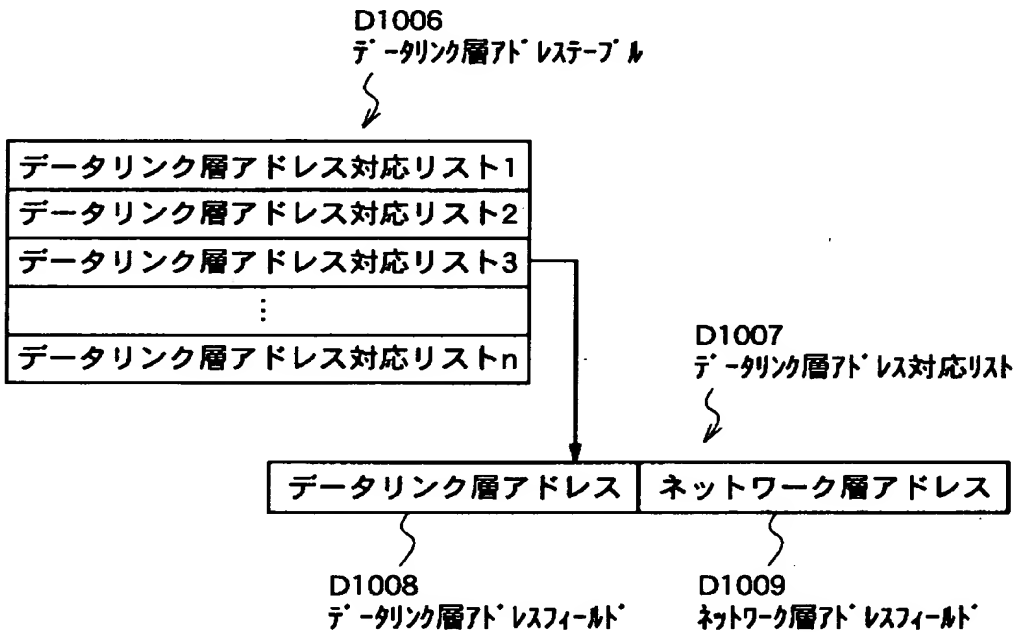 D1006
ﾃﾞｰﾀﾘﾝｸ層ｱﾄﾞﾚｽﾃｰﾌﾞﾙ
データリンク層アドレス対応リスト1
データリンク層アドレス対応リスト2
データリンク層アドレス対応リスト3
⋮
データリンク層アドレス対応リストn
D1007
ﾃﾞｰﾀﾘﾝｸ層ｱﾄﾞﾚｽ対応ﾘｽﾄ
データリンク層アドレス ネットワーク層アドレス
D1008
ﾃﾞｰﾀﾘﾝｸ層ｱﾄﾞﾚｽﾌｨｰﾙﾄﾞ
D1009
ﾈｯﾄﾜｰｸ層ｱﾄﾞﾚｽﾌｨｰﾙﾄﾞ